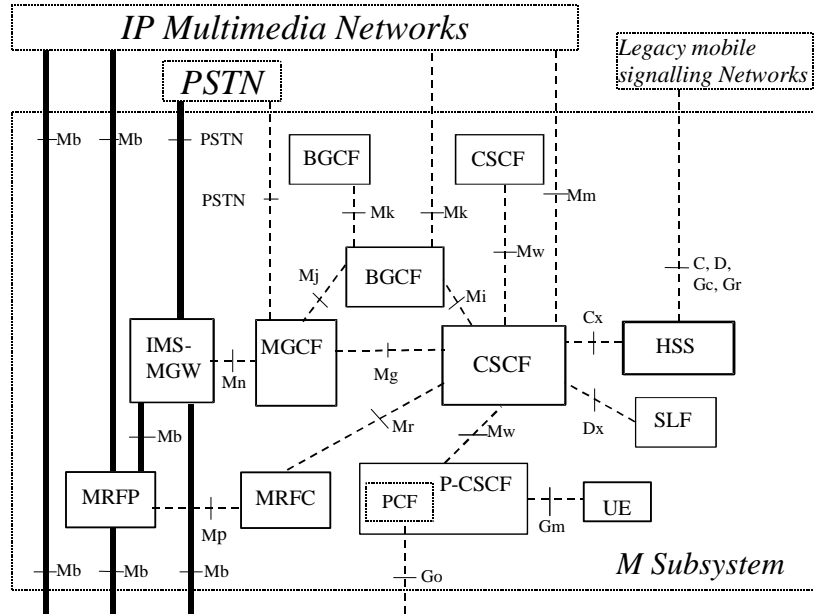 IP Multimedia Networks
Legacy mobile
signalling Networks
PSTN
Mb
Mb
PSTN
BGCF
CSCF
PSTN
Mk
Mk
Mm
Mw
C, D,
Gc, Gr
BGCF
Mj
Mi
Cx
IMS-
MGW
MGCF
CSCF
HSS
Mn
Mg
Mr
Dx
SLF
Mb
Mw
MRFP
MRFC
P-CSCF
PCF
UE
Mp
Gm
M Subsystem
Mb
Mb
Mb
Go